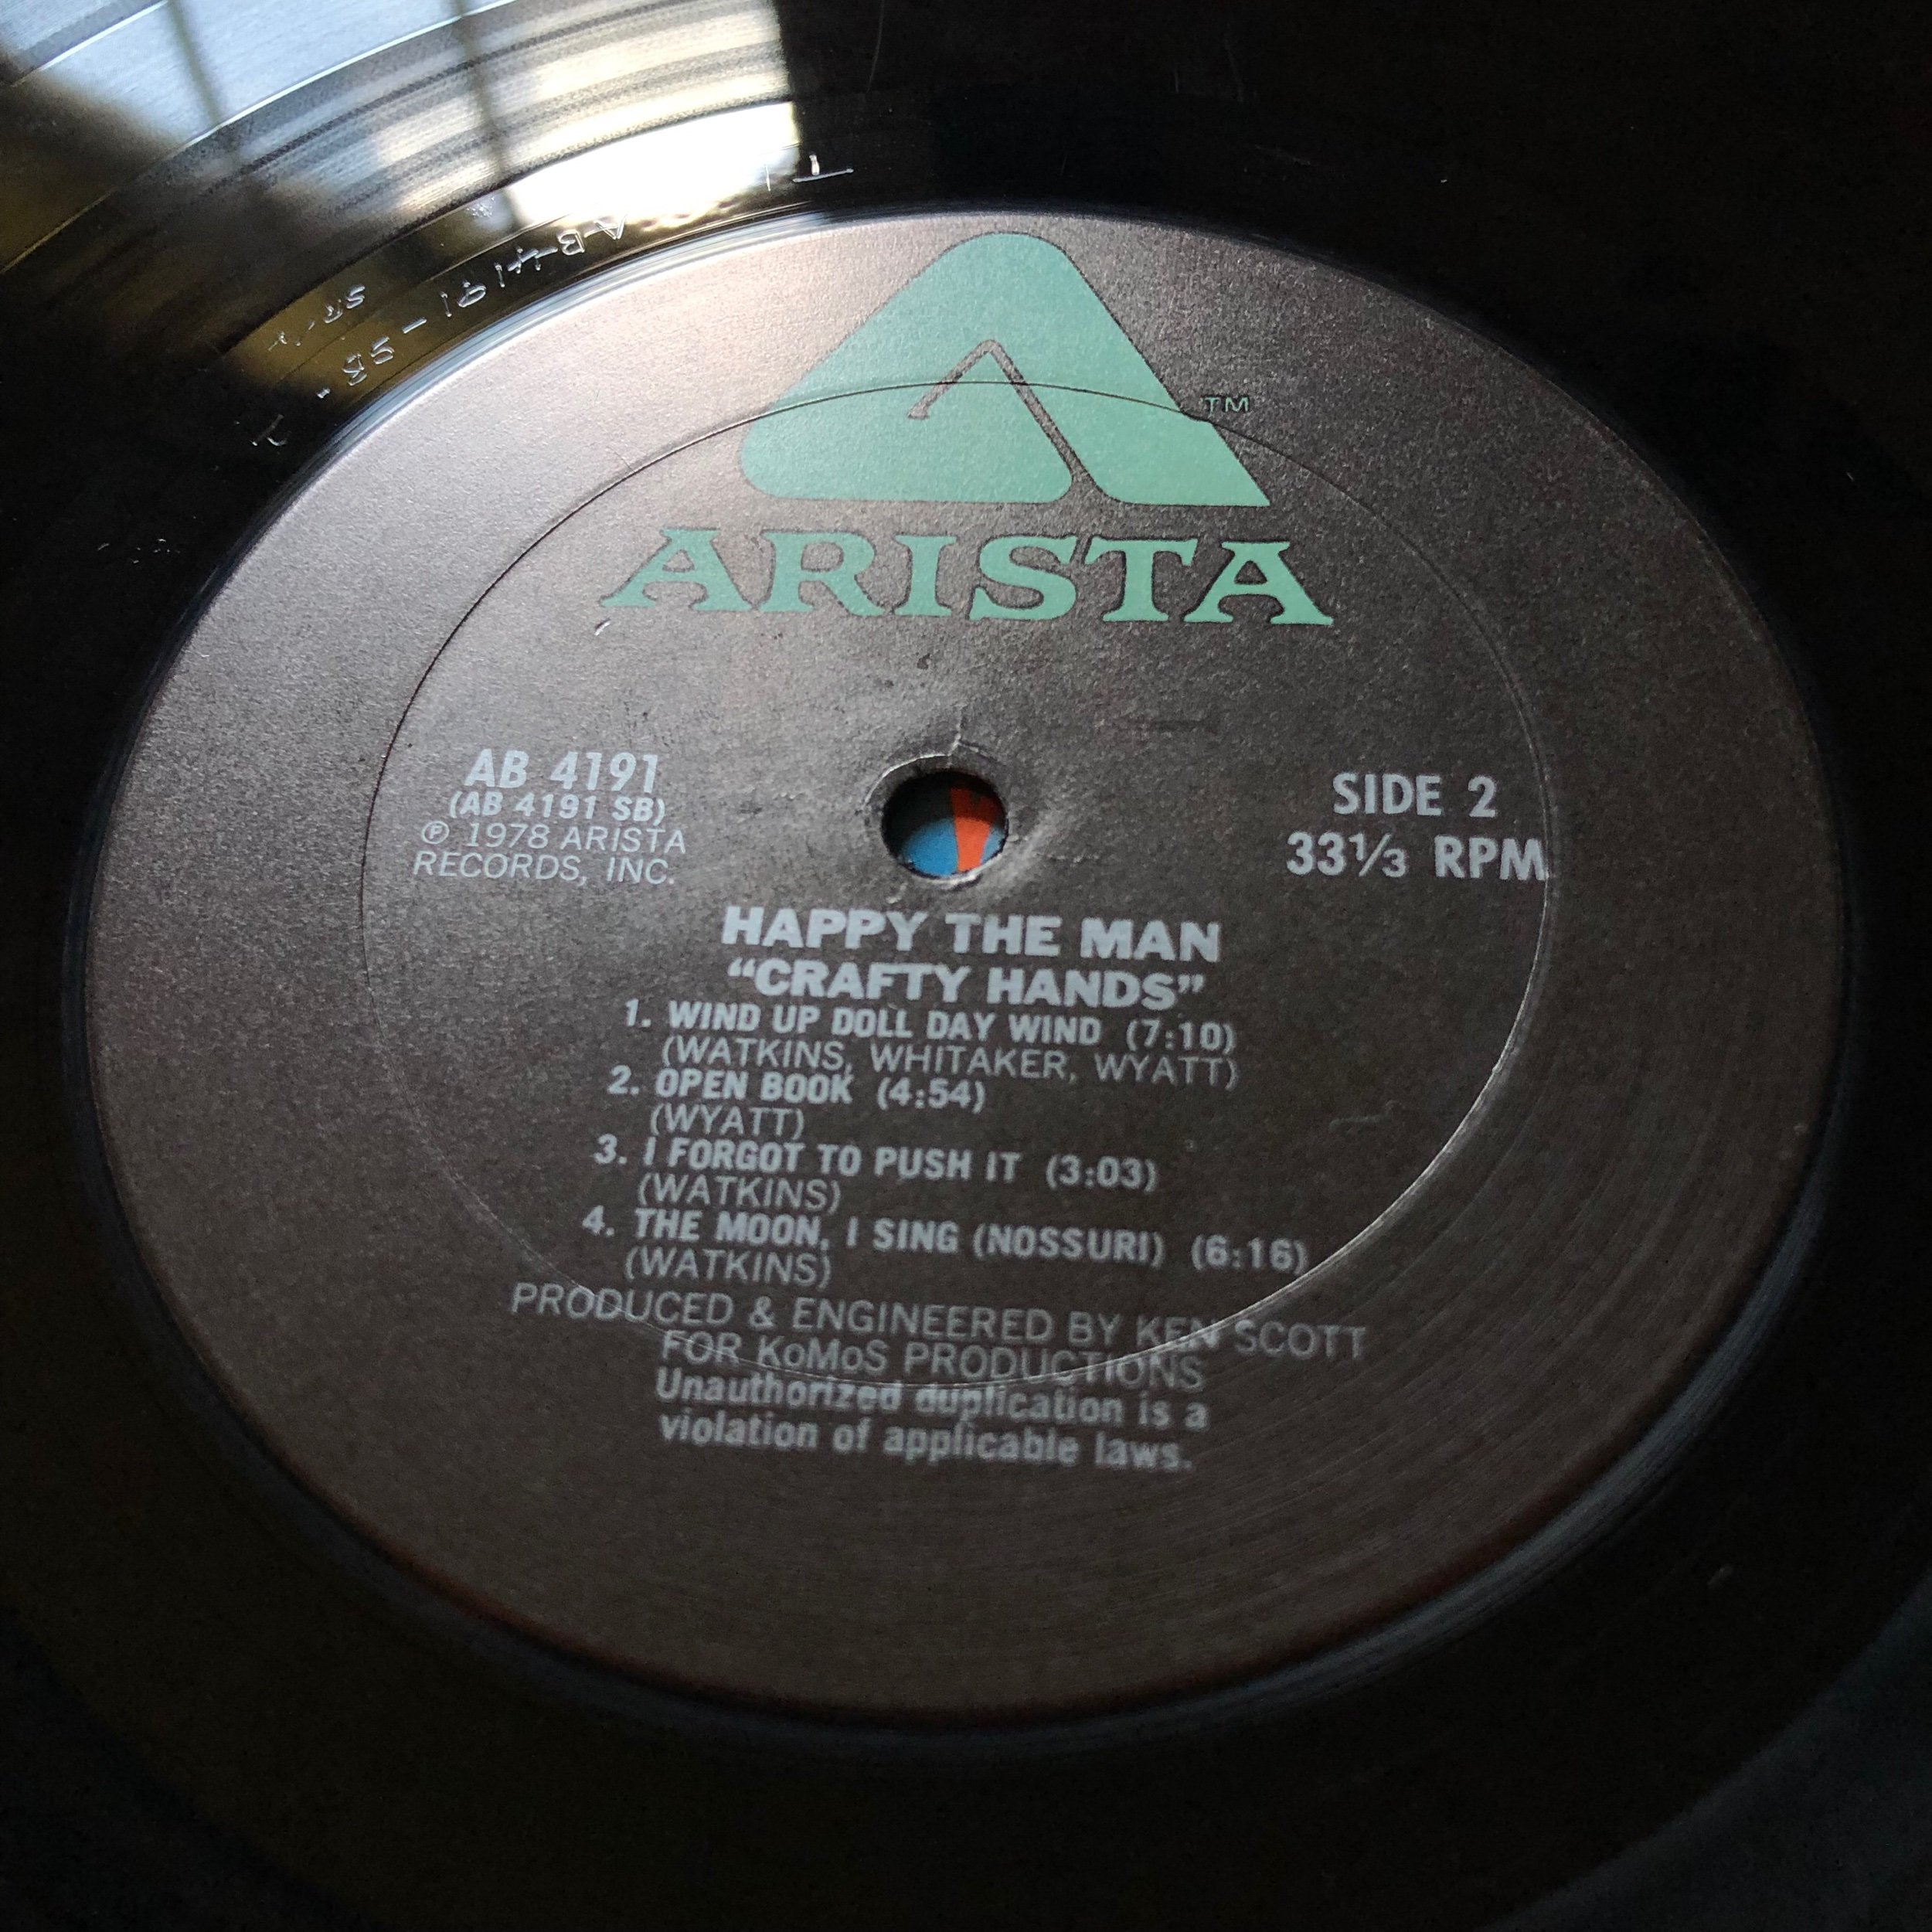 AB-4191-SB-
TM
ARISTA
AB 4191
(AB 4191 SB)
Ⓟ 1978 ARISTA
RECORDS, INC.
SIDE 2
33⅓ RPM
HAPPY THE MAN
“CRAFTY HANDS”
1. WIND UP DOLL DAY WIND (7:10)
(WATKINS, WHITAKER, WYATT)
2. OPEN BOOK (4:54)
(WYATT)
3. I FORGOT TO PUSH IT (3:03)
(WATKINS)
4. THE MOON, I SING (NOSSURI) (6:16)
(WATKINS)
PRODUCED & ENGINEERED BY KEN SCOTT
FOR KoMoS PRODUCTIONS
Unauthorized duplication is a
violation of applicable laws.